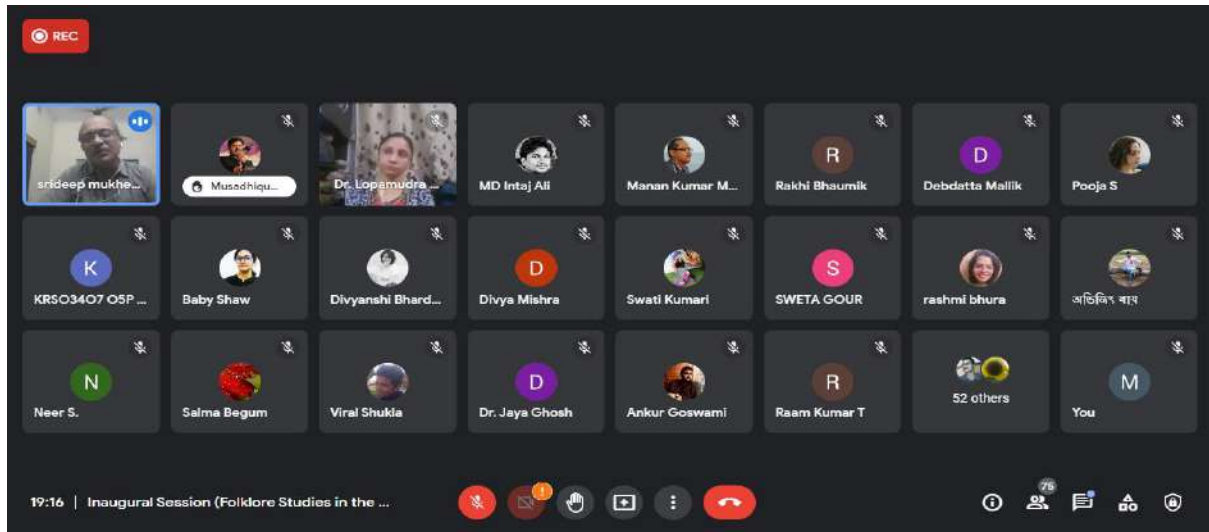 REC
srideep mukhe...
Musadhiqu...
Dr. Lopamudra ...
MD Intaj Ali
Manan Kumar M...
R
Rakhi Bhaumik
D
Debdatta Mallik
Pooja S
K
KRSO3407 O5P ...
Baby Shaw
Divyanshi Bhard...
D
Divya Mishra
Swati Kumari
S
SWETA GOUR
rashmi bhura
অভিজিৎ রায়
N
Neer S.
Salma Begum
Viral Shukla
D
Dr. Jaya Ghosh
Ankur Goswami
R
Raam Kumar T
52 others
M
You
19:16 | Inaugural Session (Folklore Studies in the ...
75